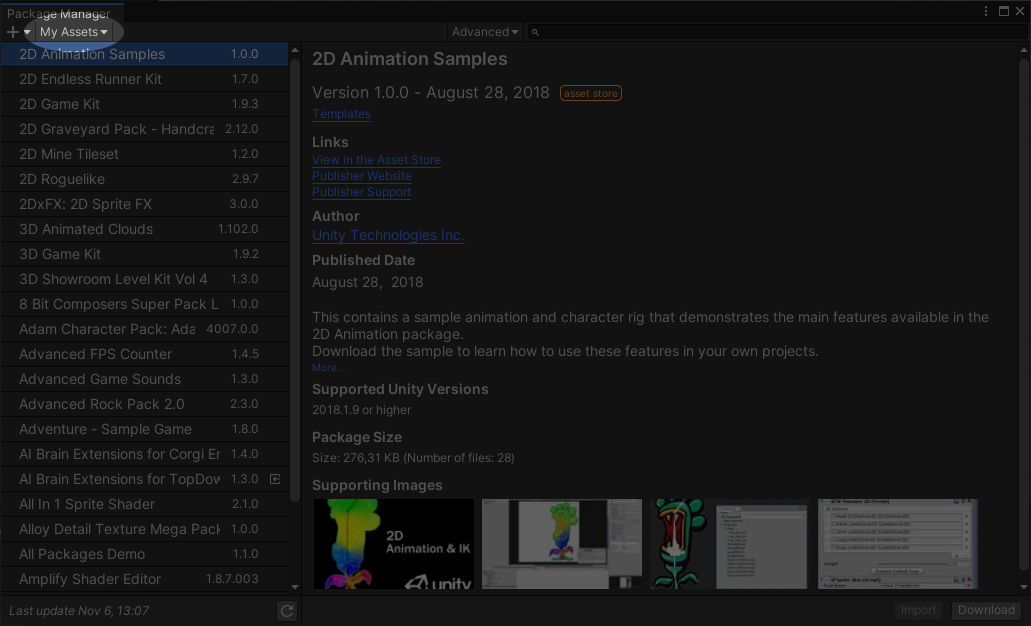 Package Manager
My Assets
Advanced
2D Animation Samples 1.0.0
2D Endless Runner Kit 1.7.0
2D Game Kit 1.9.3
2D Graveyard Pack - Handcra 2.12.0
2D Mine Tileset 1.2.0
2D Roguelike 2.9.7
2DxFX: 2D Sprite FX 3.0.0
3D Animated Clouds 1.102.0
3D Game Kit 1.9.2
3D Showroom Level Kit Vol 4 1.3.0
8 Bit Composers Super Pack L 1.0.0
Adam Character Pack: Ada 4007.0.0
Advanced FPS Counter 1.4.5
Advanced Game Sounds 1.3.0
Advanced Rock Pack 2.0 2.3.0
Adventure - Sample Game 1.8.0
AI Brain Extensions for Corgi Er 1.4.0
AI Brain Extensions for TopDow 1.3.0
All In 1 Sprite Shader 2.1.0
Alloy Detail Texture Mega Pack 1.0.0
All Packages Demo 1.1.0
Amplify Shader Editor 1.8.7.003
Last update Nov 6, 13:07
2D Animation Samples
Version 1.0.0 - August 28, 2018 asset store
Templates
Links
View in the Asset Store
Publisher Website
Publisher Support
Author
Unity Technologies Inc.
Published Date
August 28, 2018
This contains a sample animation and character rig that demonstrates the main features available in the
2D Animation package.
Download the sample to learn how to use these features in your own projects.
More...
Supported Unity Versions
2018.1.9 or higher
Package Size
Size: 276,31 KB (Number of files: 28)
Supporting Images
2D
Animation & IK
unity
Import Download